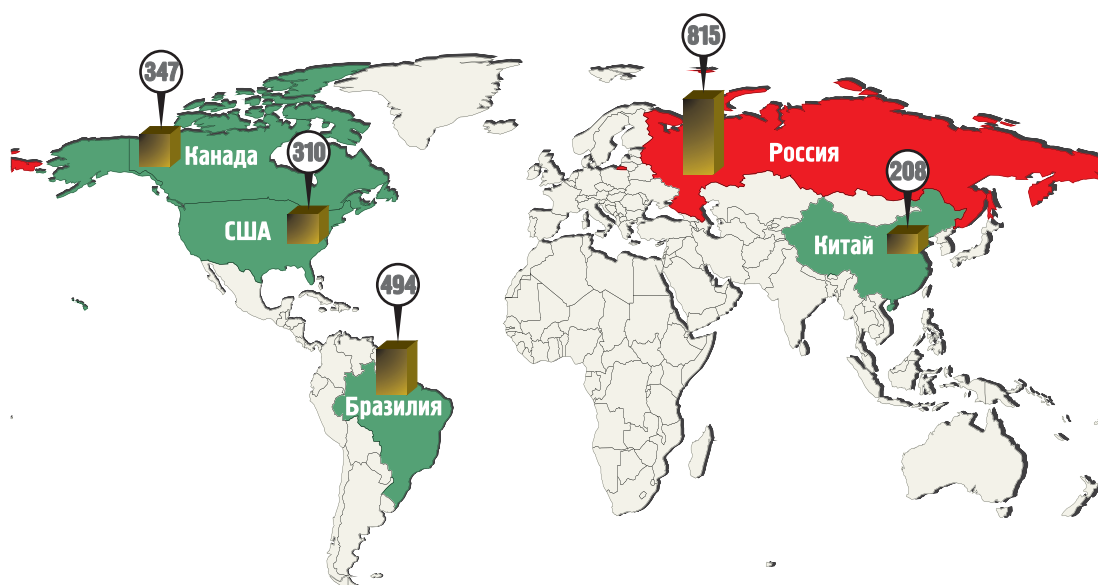 815
347
Канада
310
Россия
208
США
Китай
494
Бразилия